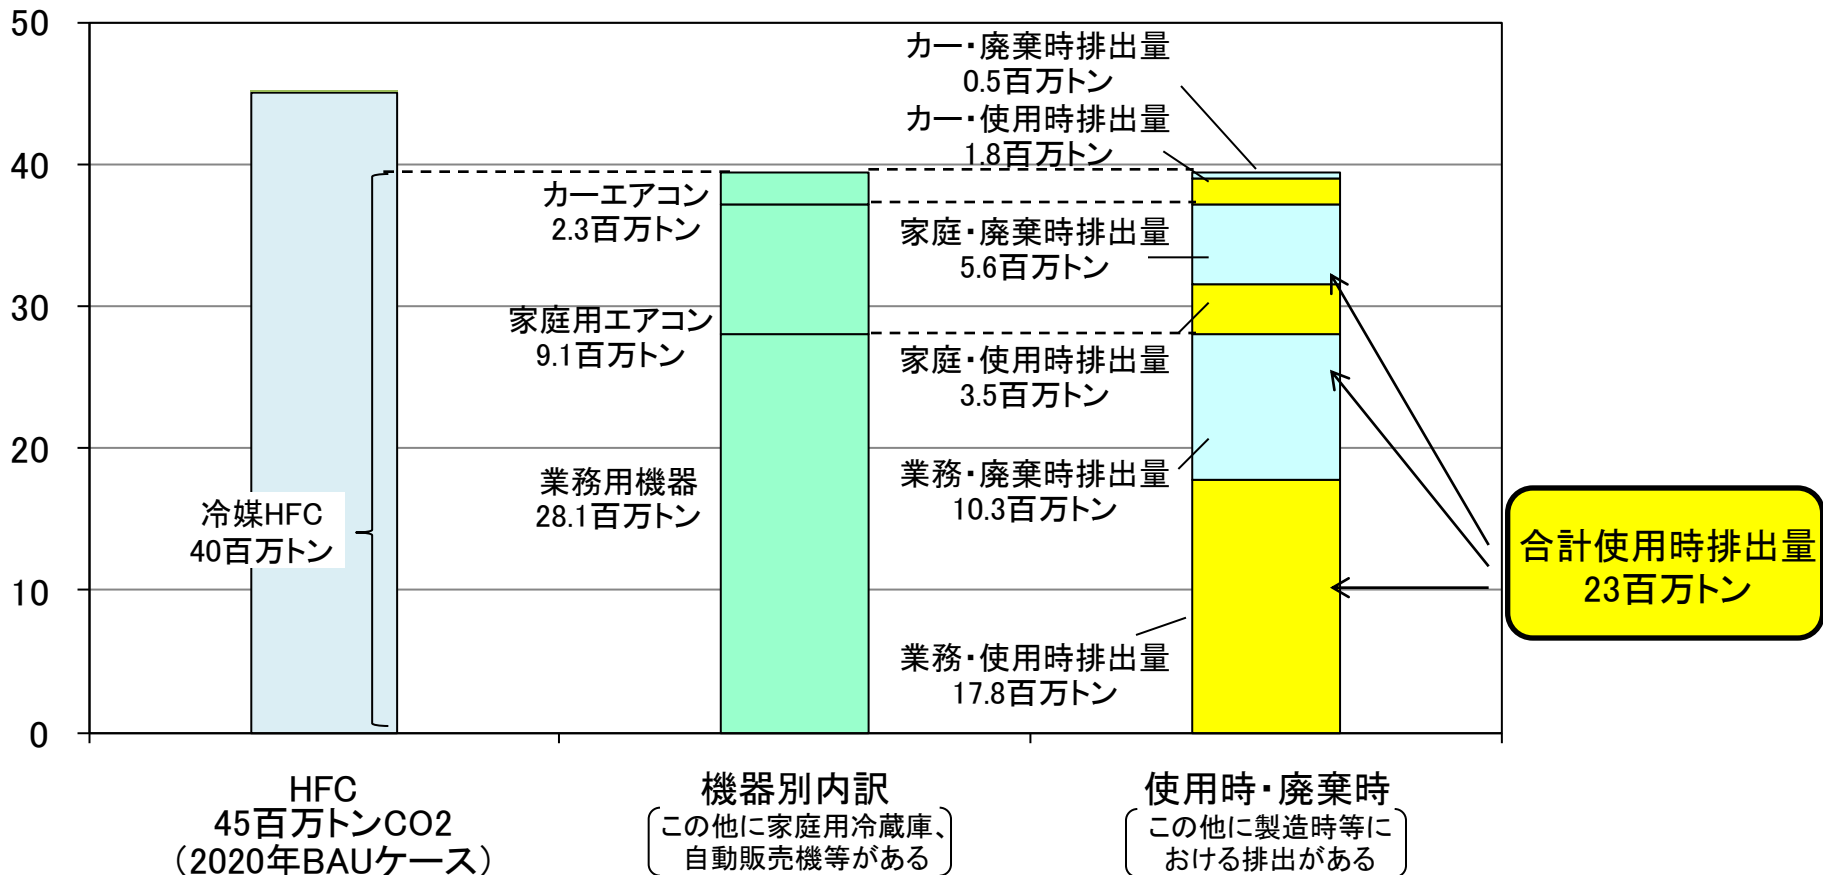 50
40
30
20
10
0
冷媒HFC
40百万トン
カーエアコン
2.3百万トン
家庭用エアコン
9.1百万トン
業務用機器
28.1百万トン
カー・廃棄時排出量
0.5百万トン
カー・使用時排出量
1.8百万トン
家庭・廃棄時排出量
5.6百万トン
家庭・使用時排出量
3.5百万トン
業務・廃棄時排出量
10.3百万トン
業務・使用時排出量
17.8百万トン
合計使用時排出量
23百万トン
HFC
45百万トンCO2
（2020年BAUケース）
機器別内訳
この他に家庭用冷蔵庫、
自動販売機等がある
使用時・廃棄時
この他に製造時等に
おける排出がある